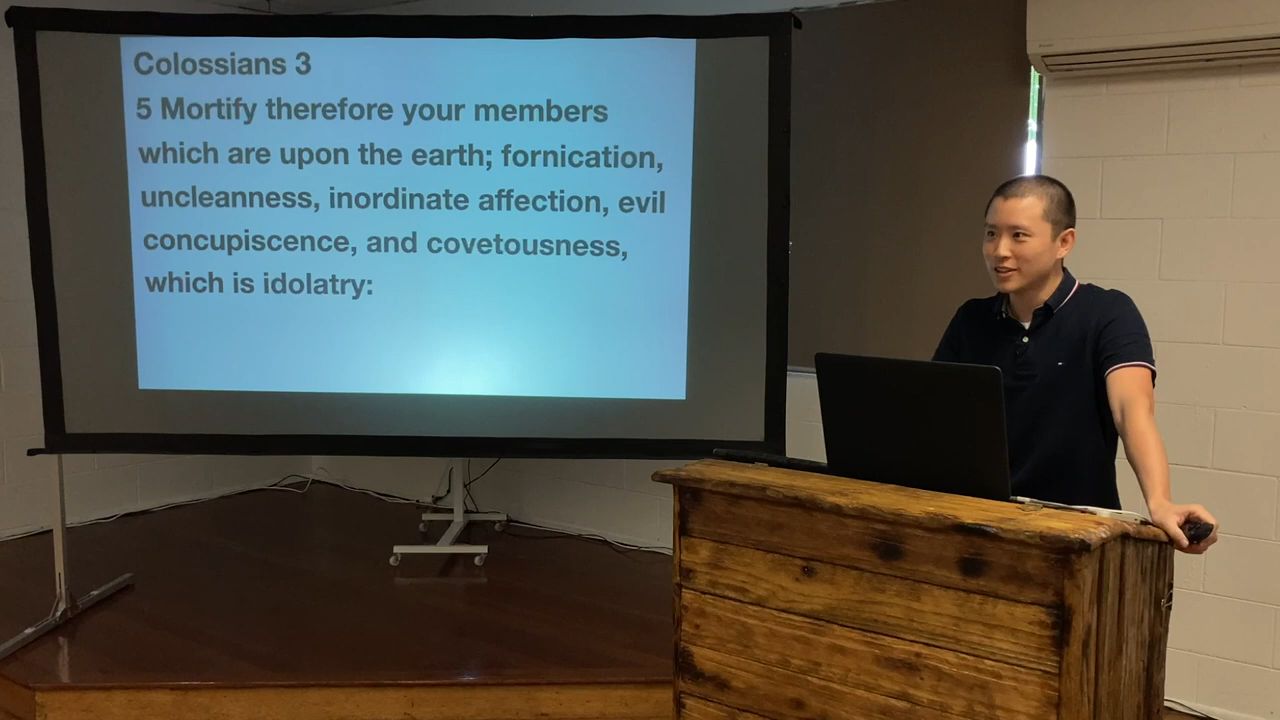 Colossians 3
5 Mortify therefore your members
which are upon the earth; fornication,
uncleanness, inordinate affection, evil
concupiscence, and covetousness,
which is idolatry: